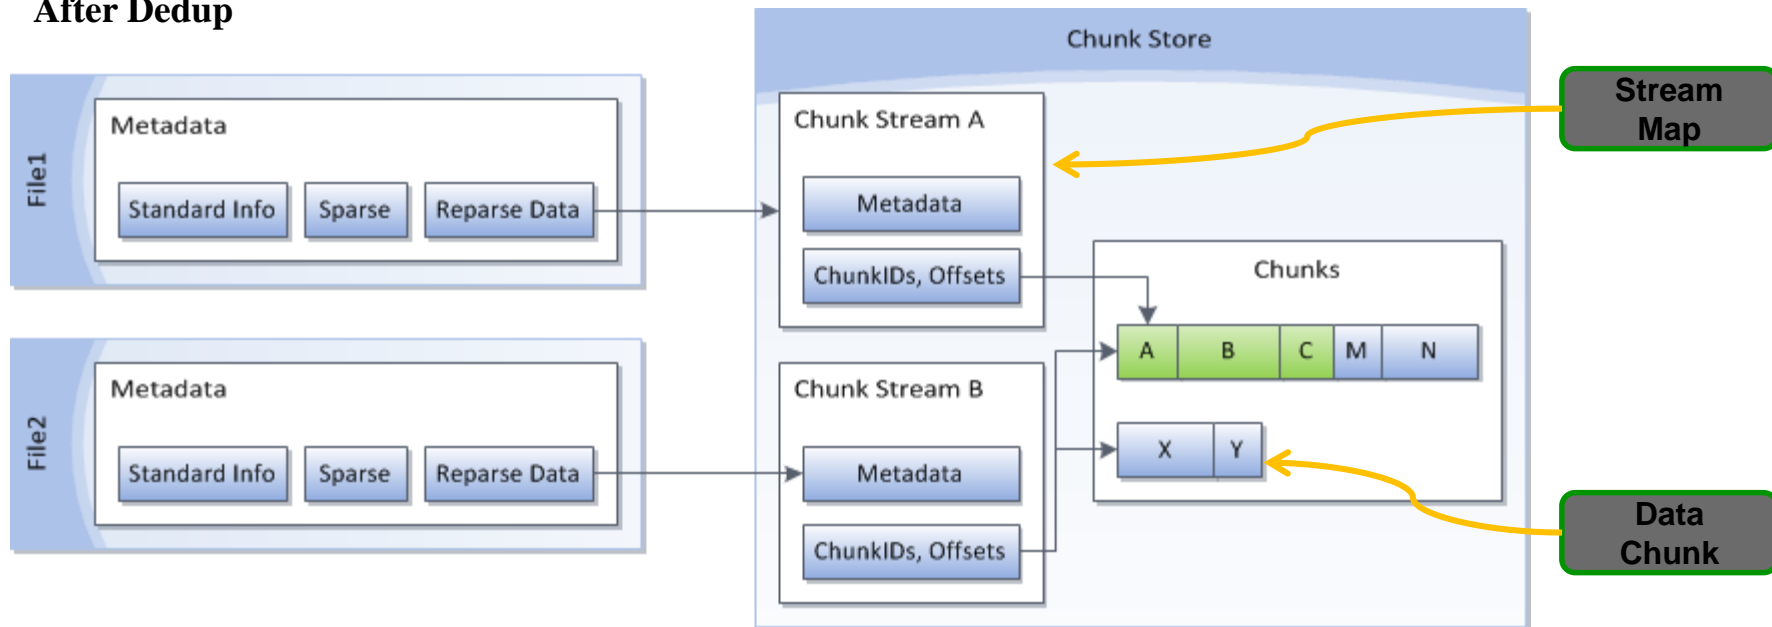 After Dedup
Chunk Store
File1
Metadata
Standard Info
Sparse
Reparse Data
Chunk Stream A
Metadata
ChunkIDs, Offsets
Stream
Map
Chunks
A B C M N
X Y
File2
Metadata
Standard Info
Sparse
Reparse Data
Chunk Stream B
Metadata
ChunkIDs, Offsets
Data
Chunk